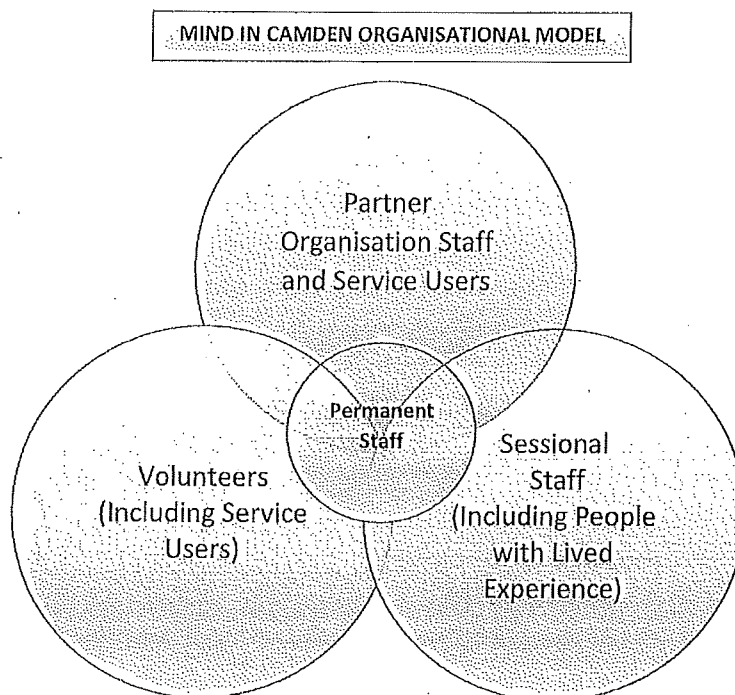 MIND IN CAMDEN ORGANISATIONAL MODEL
Partner
Organisation Staff
and Service Users
Permanent
Staff
Volunteers
(Including Service
Users)
Sessional
Staff
(Including People
with Lived
Experience)